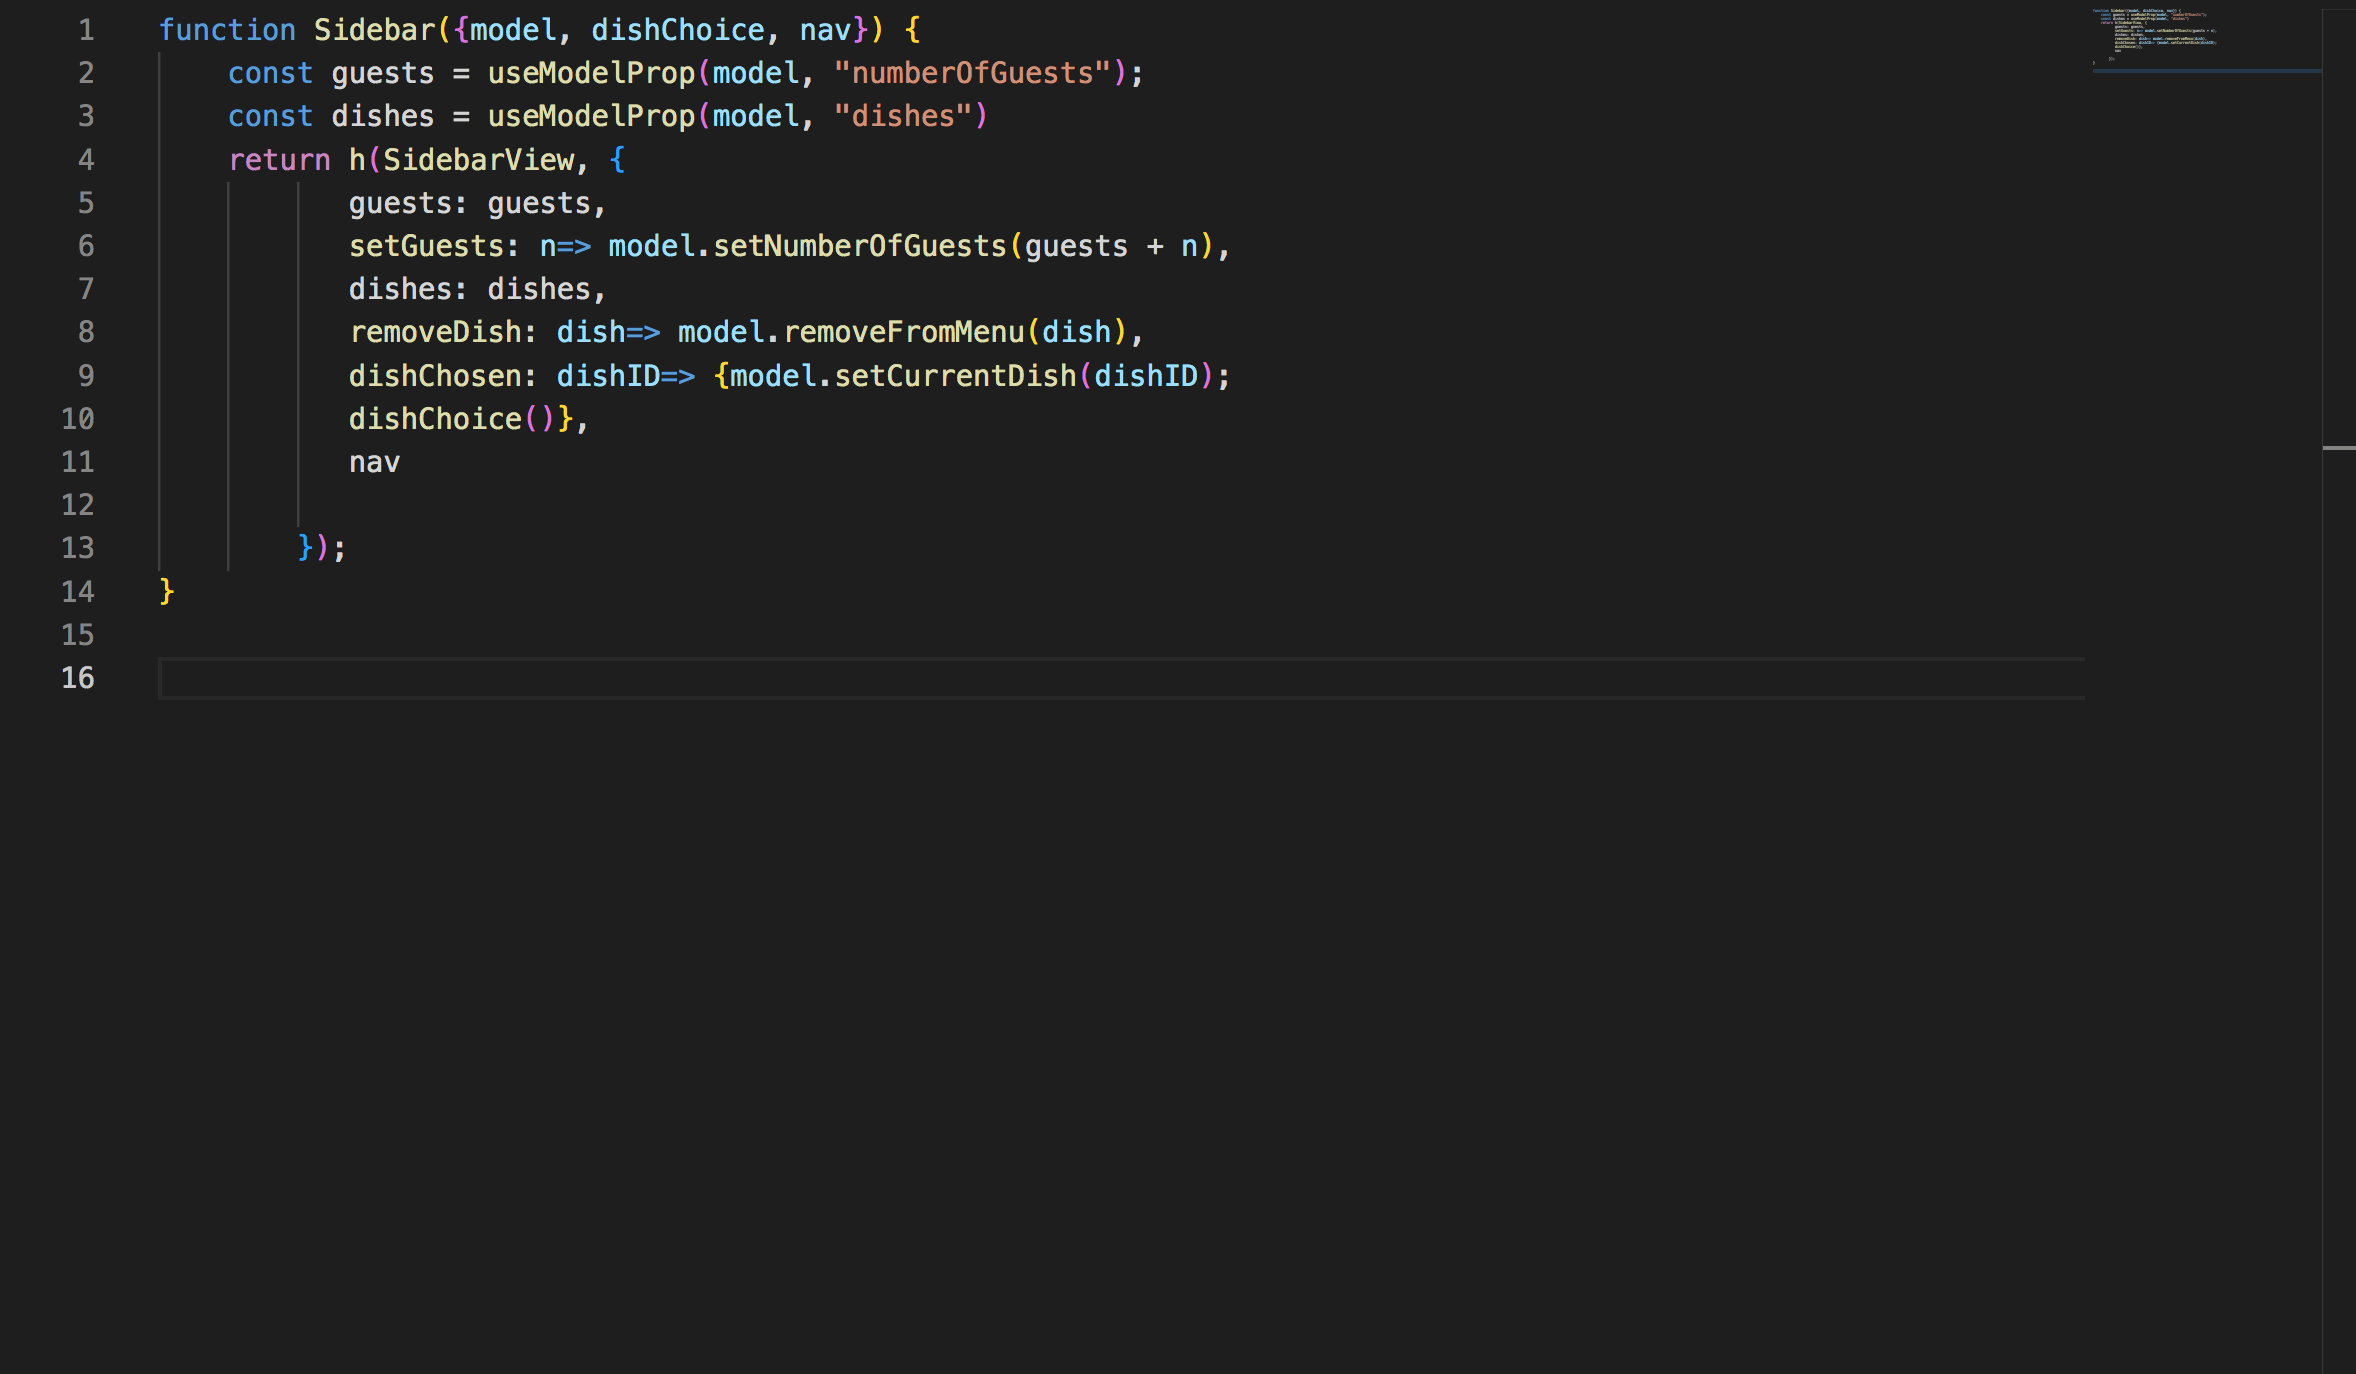 1 function Sidebar({model, dishChoice, nav}) {
2 const guests = useModelProp(model, "numberOfGuests");
3 const dishes = useModelProp(model, "dishes")
4 return h(SidebarView, {
5 guests: guests,
6 setGuests: n=> model.setNumberOfGuests(guests + n),
7 dishes: dishes,
8 removeDish: dish=> model.removeFromMenu(dish),
9 dishChosen: dishID=> {model.setCurrentDish(dishID);
10 dishChoice()},
11 nav
12
13 });
14 }
15
16